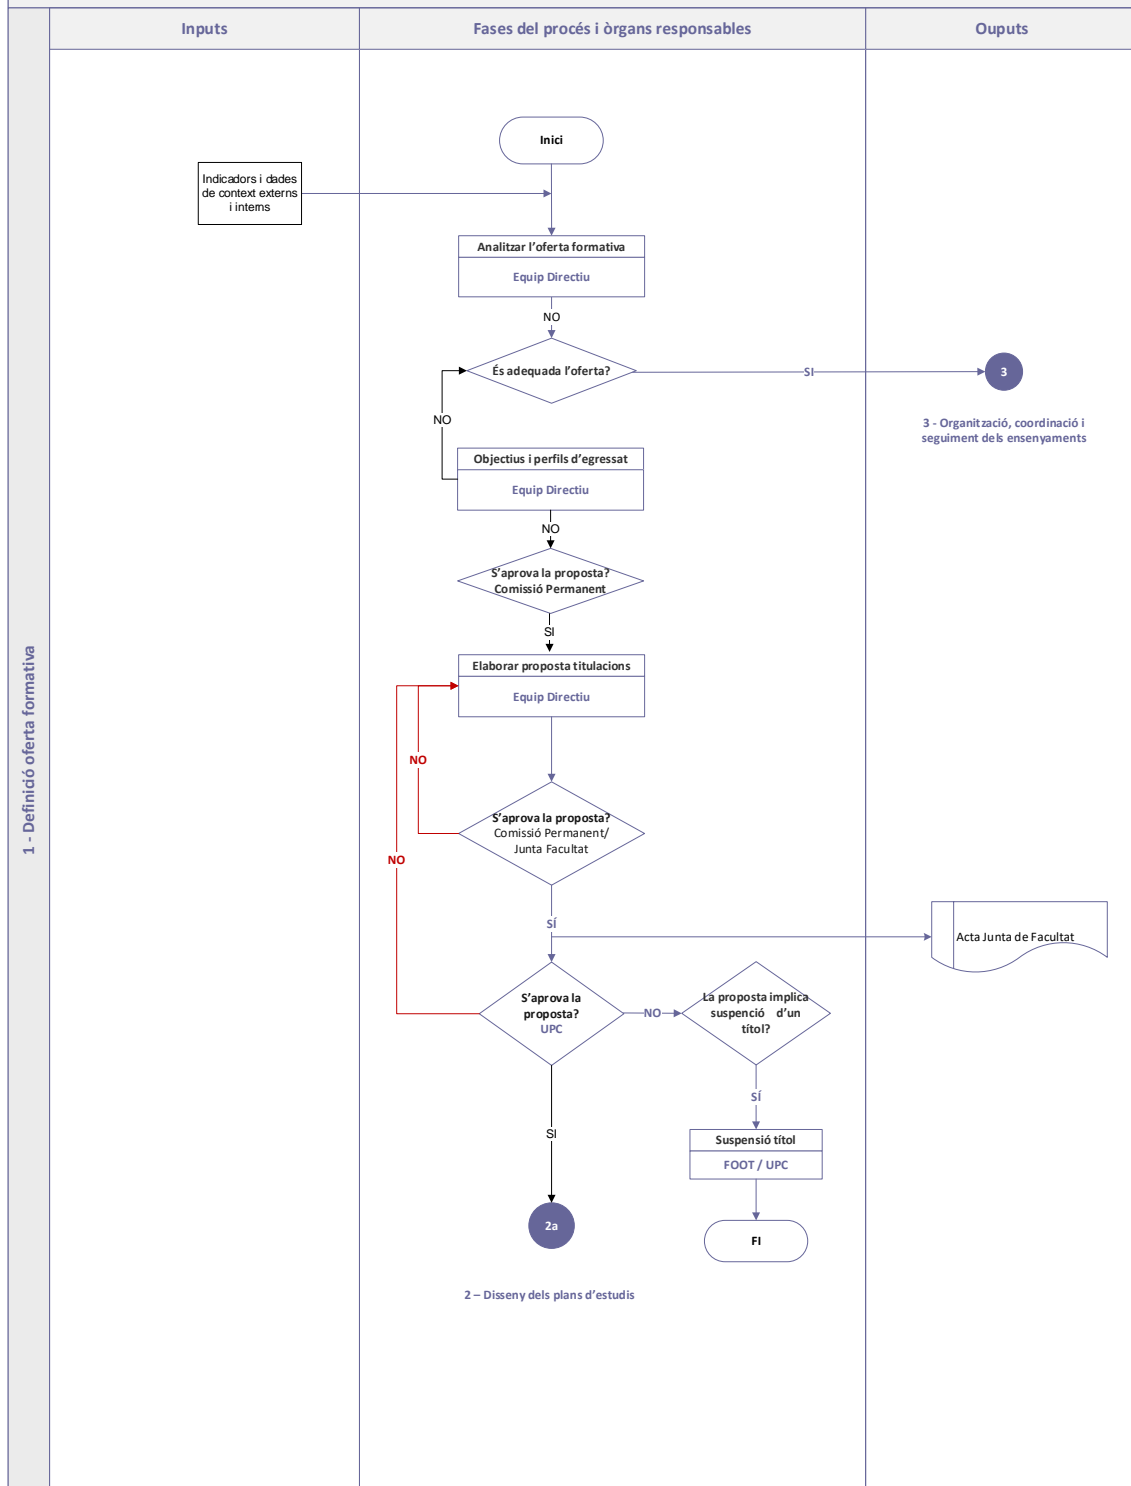 Inputs
Fases del procés i òrgans responsables
Ouputs
1 - Definició oferta formativa
Inici
Indicadors i dades
de context externs
i interns
Analitzar l'oferta formativa
Equip Directiu
NO
És adequada l'oferta?
SI
3
3 - Organització, coordinació i
seguiment dels ensenyaments
NO
Objectius i perfils d'egressat
Equip Directiu
NO
S'aprova la proposta?
Comissió Permanent
SI
Elaborar proposta titulacions
Equip Directiu
NO
S'aprova la proposta?
Comissió Permanent/
Junta Facultat
NO
SÍ
Acta Junta de Facultat
S'aprova la
proposta?
UPC
NO
La proposta implica
suspenció d'un
títol?
SÍ
SI
Suspensió títol
FOOT / UPC
2a
FI
2 – Disseny dels plans d'estudis